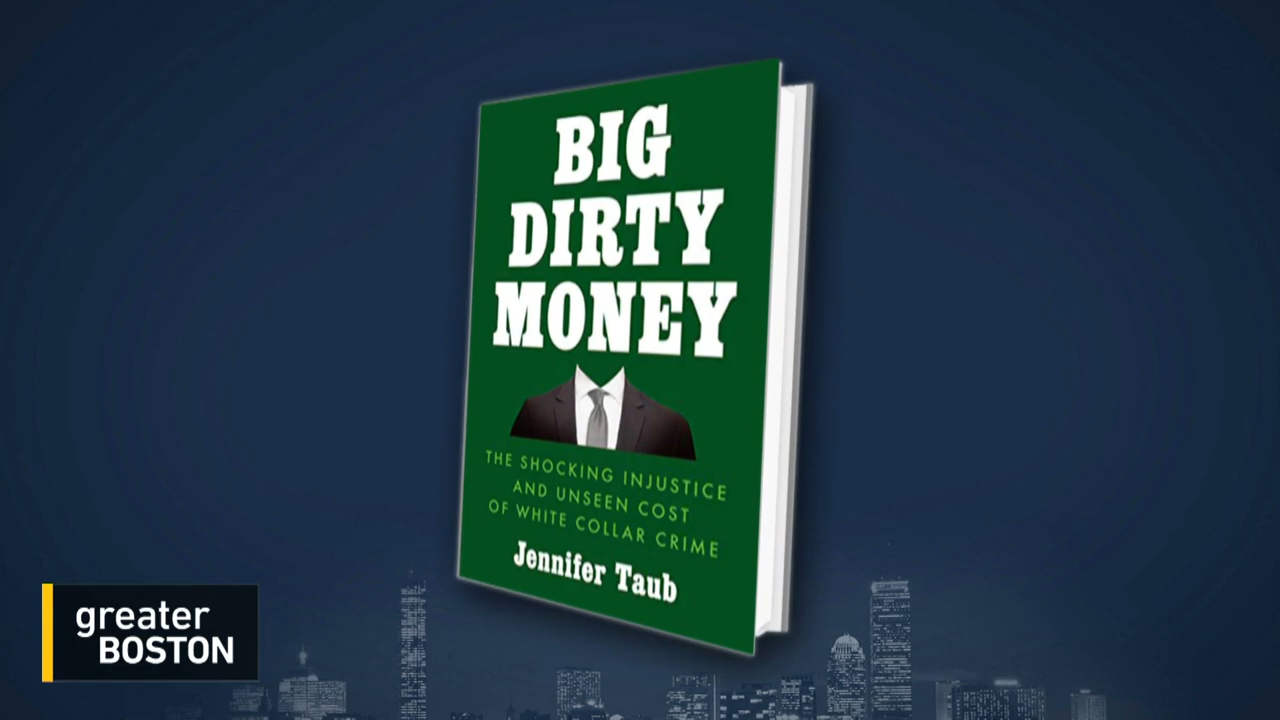 BIG
DIRTY
MONEY
THE SHOCKING INJUSTICE
AND UNSEEN COST
OF WHITE COLLAR CRIME
Jennifer Taub
greater
BOSTON